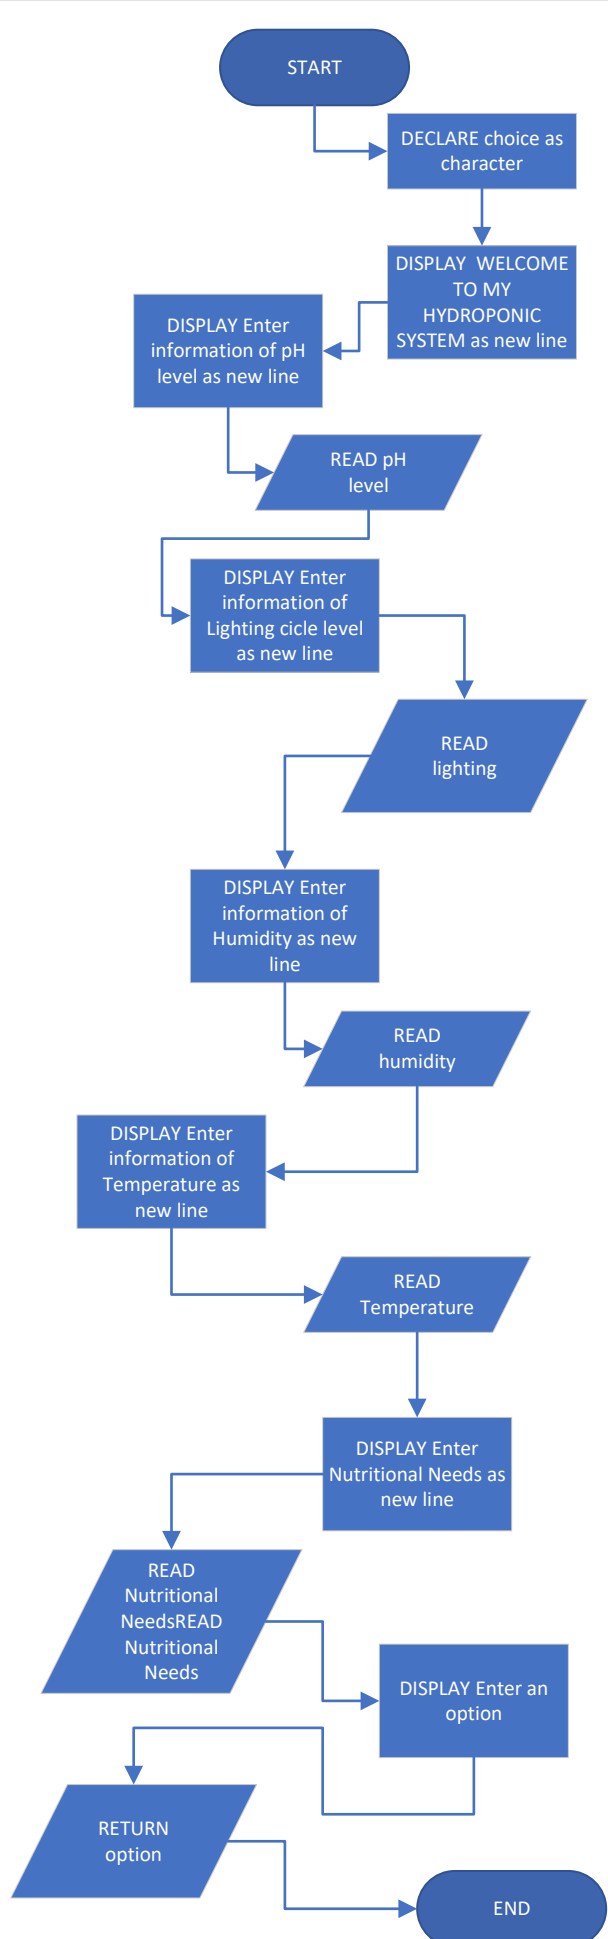 START
DECLARE choice as
character
DISPLAY  WELCOME
TO MY
HYDROPONIC
SYSTEM as new line
DISPLAY Enter
information of pH
level as new line
READ pH
level
DISPLAY Enter
information of
Lighting cicle level
as new line
READ
lighting
DISPLAY Enter
information of
Humidity as new
line
READ
humidity
DISPLAY Enter
information of
Temperature as
new line
READ
Temperature
DISPLAY Enter
Nutritional Needs as
new line
READ
Nutritional
NeedsREAD
Nutritional
Needs
DISPLAY Enter an
option
RETURN
option
END